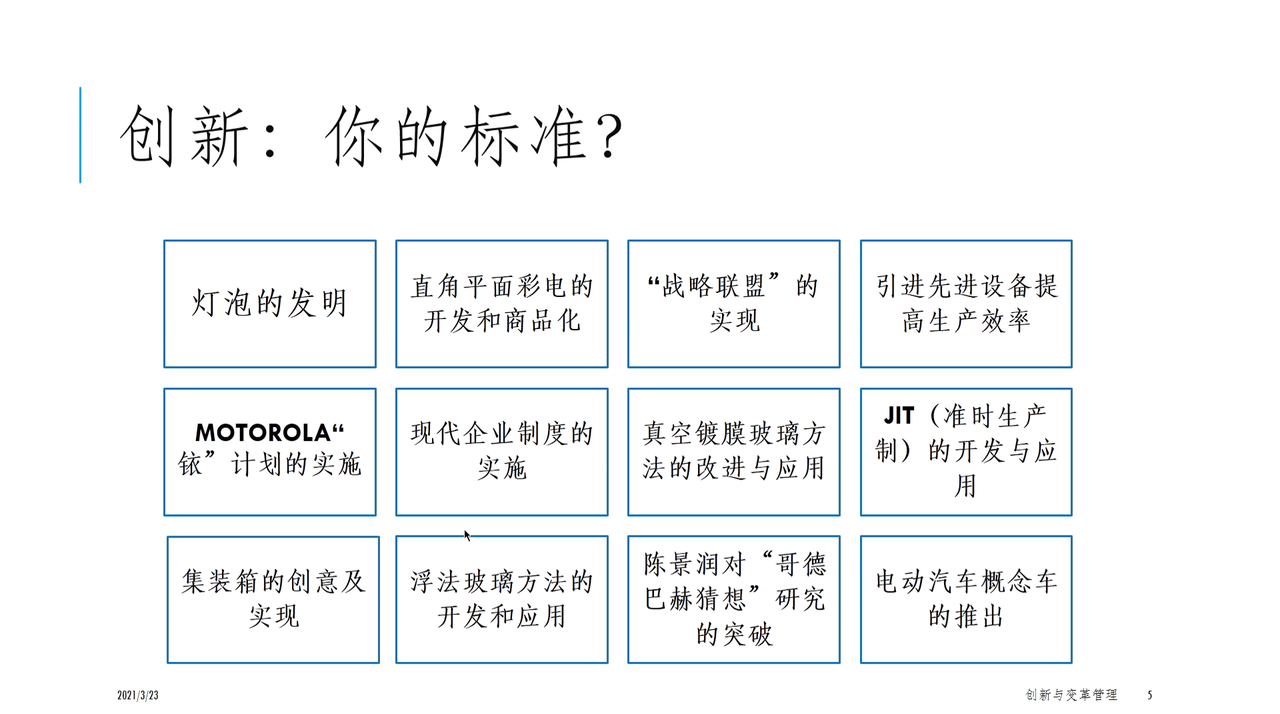 创新：你的标准？
灯泡的发明
直角平面彩电的
开发和商品化
“战略联盟”的
实现
引进先进设备提
高生产效率
MOTOROLA“
铱”计划的实施
现代企业制度的
实施
真空镀膜玻璃方
法的改进与应用
JIT（准时生产
制）的开发与应
用
集装箱的创意及
实现
浮法玻璃方法的
开发和应用
陈景润对“哥德
巴赫猜想”研究
的突破
电动汽车概念车
的推出
2021/3/23
创新与变革管理
5